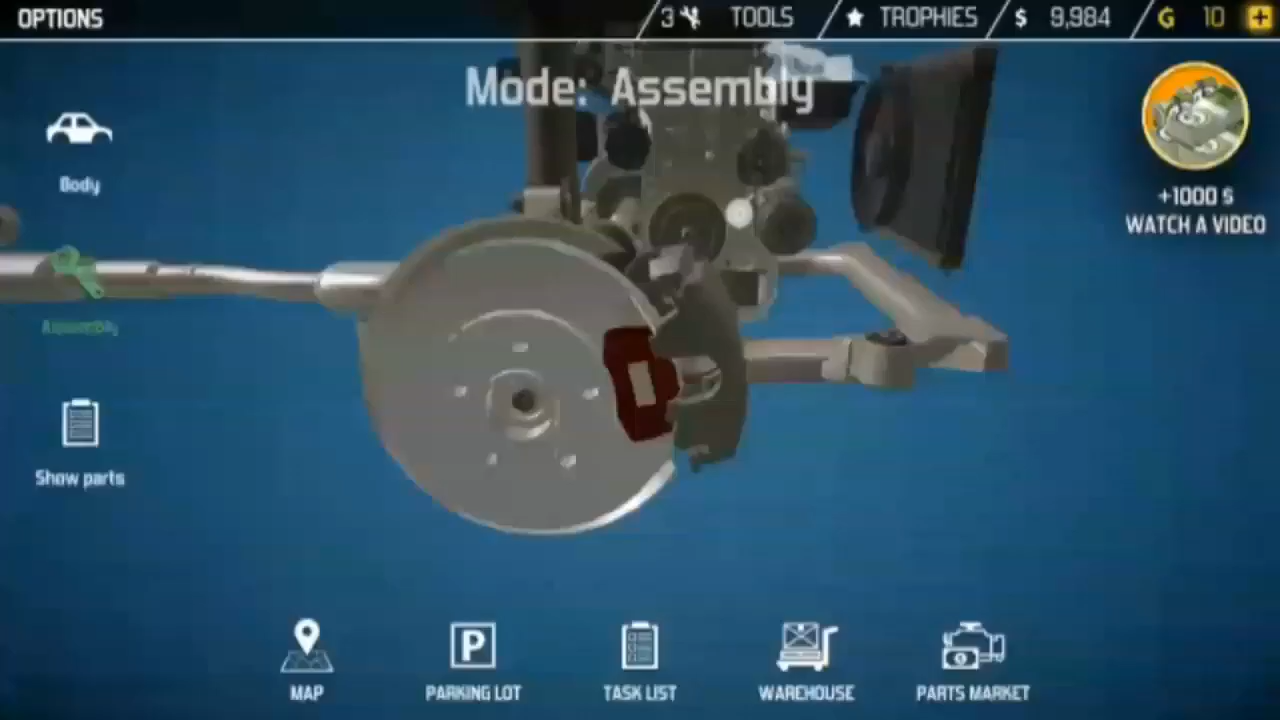 OPTIONS
3 TOOLS
TROPHIES
$ 9,984
G 10 +
Mode: Assembly
Body
+1000 $
WATCH A VIDEO
Assembly
Show parts
P
MAP
PARKING LOT
TASK LIST
WAREHOUSE
PARTS MARKET